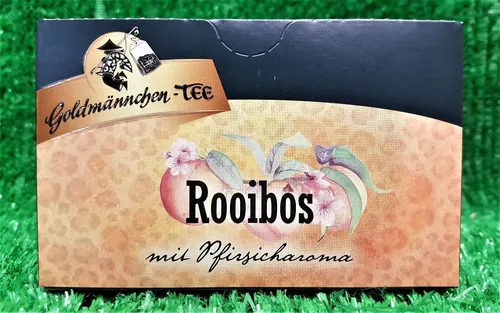 Goldmännchen-TEE
Rooibos
mit Pfirsicharoma